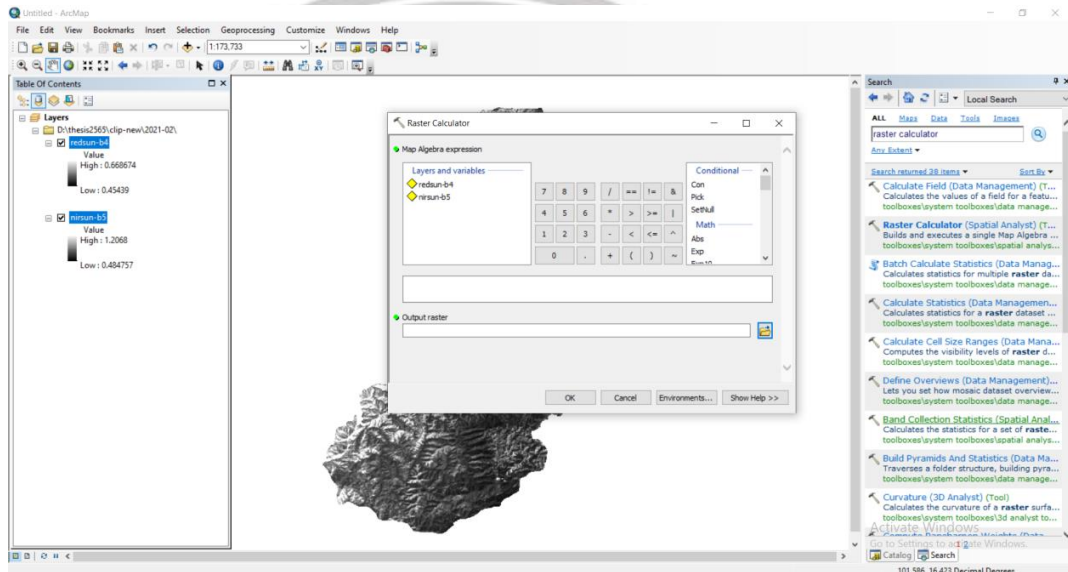 Untitled - ArcMap
File Edit View Bookmarks Insert Selection Geoprocessing Customize Windows Help
1:173,733
Table Of Contents
Layers
D:\thesis2565\clip-new\2021-02\
redsun-b4
Value
High : 0.668674
Low : 0.45439
nirsun-b5
Value
High : 1.2068
Low : 0.484757
Raster Calculator
Map Algebra expression
Layers and variables
redsun-b4
nirsun-b5
7 8 9 / == != &
4 5 6 * > >= |
1 2 3 - < <= ^
0 . + ( ) ~
Conditional
Con
Pick
SetNull
Math
Abs
Exp
Exp10
Output raster
OK Cancel Environments... Show Help >>
Search
Local Search
ALL Maps Data Tools Images
raster calculator
Any Extent
Search returned 38 items Sort By
Calculate Field (Data Management) (T...
Calculates the values of a field for a featu...
toolboxes\system toolboxes\data manage...
Raster Calculator (Spatial Analyst) (T...
Builds and executes a single Map Algebra ...
toolboxes\system toolboxes\spatial analys...
Batch Calculate Statistics (Data Manag...
Calculates statistics for multiple raster da...
toolboxes\system toolboxes\data manage...
Calculate Statistics (Data Managemen...
Calculates statistics for a raster dataset ...
toolboxes\system toolboxes\data manage...
Calculate Cell Size Ranges (Data Mana...
Computes the visibility levels of raster d...
toolboxes\system toolboxes\data manage...
Define Overviews (Data Management)...
Lets you set how mosaic dataset overview...
toolboxes\system toolboxes\data manage...
Band Collection Statistics (Spatial Anal...
Calculates the statistics for a set of raste...
toolboxes\system toolboxes\spatial analys...
Build Pyramids And Statistics (Data Ma...
Traverses a folder structure, building pyra...
toolboxes\system toolboxes\data manage...
Curvature (3D Analyst) (Tool)
Calculates the curvature of a raster surfa...
toolboxes\system toolboxes\3d analyst to...
Activate Windows
Go to Settings to activate Windows.
1 2
Catalog Search
101.586 16.423 Decimal Degrees